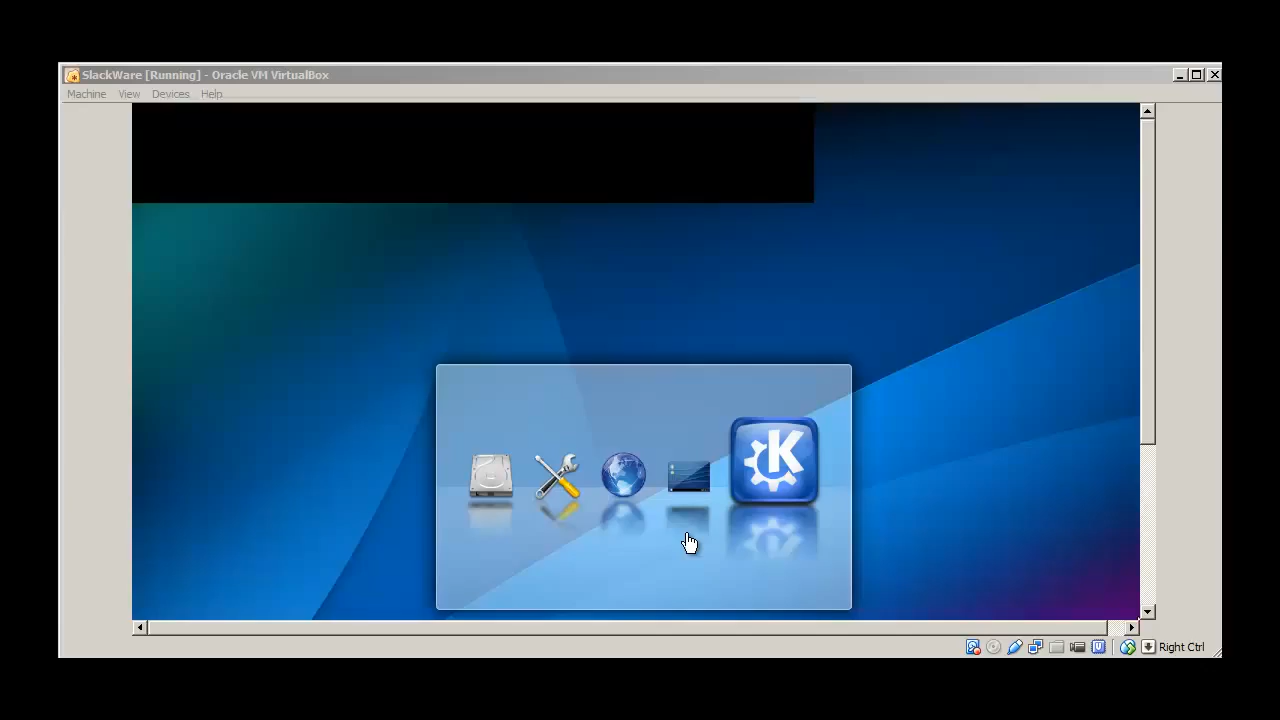 SlackWare [Running] - Oracle VM VirtualBox
Machine View Devices Help
Right Ctrl